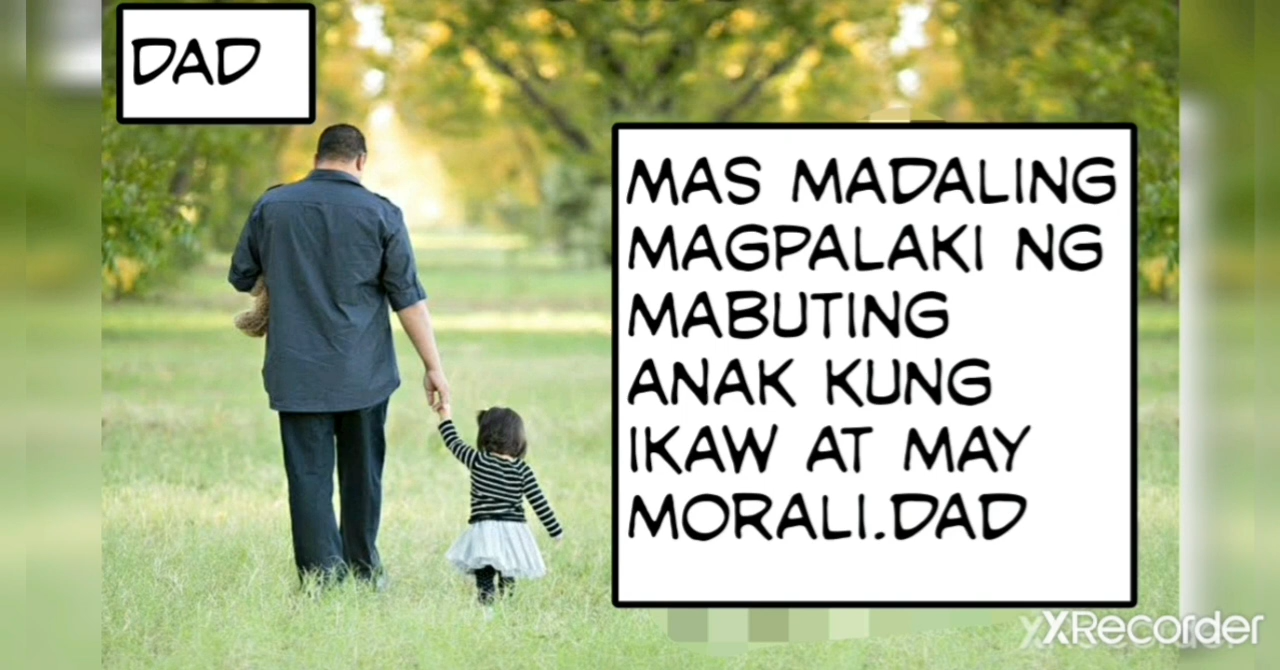 DAD
MAS MADALING
MAGPALAKI NG
MABUTING
ANAK KUNG
IKAW AT MAY
MORALI.DAD
XRecorder